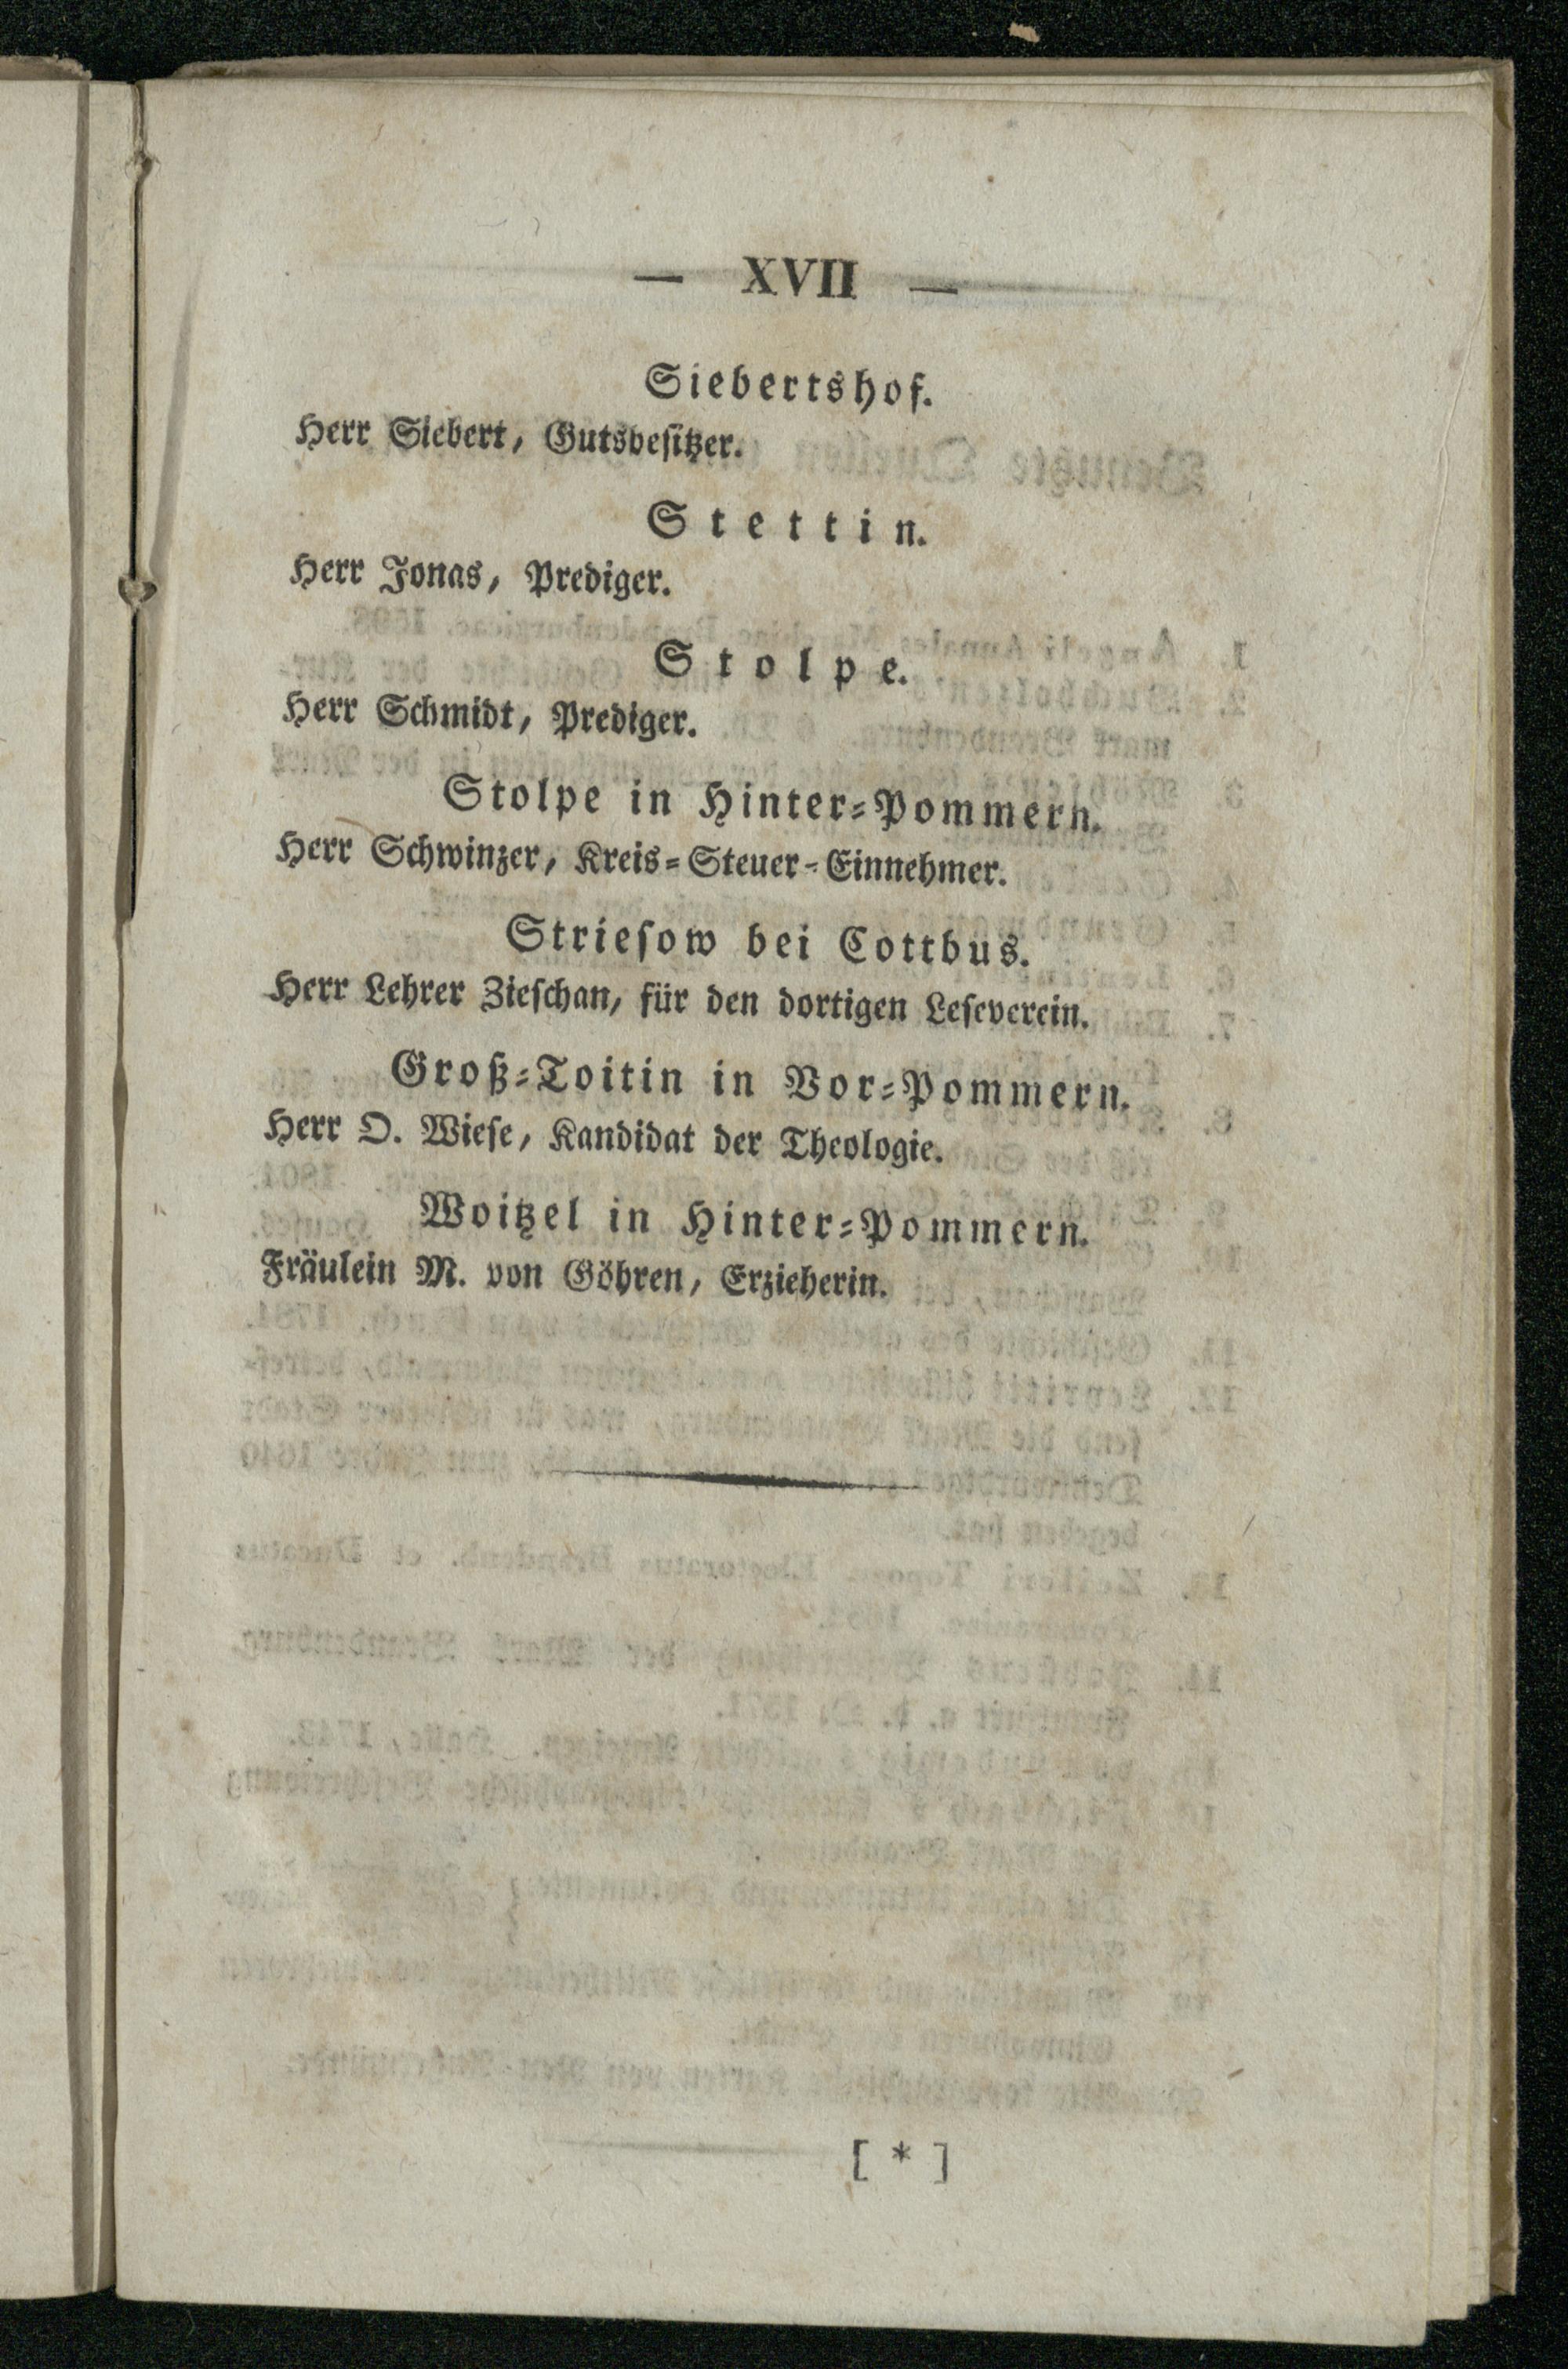 — XVII —
Siebertshof.
Herr Siebert, Gutsbesitzer.
Stettin.
Herr Jonas, Prediger.
Stolpe.
Herr Schmidt, Prediger.
Stolpe in Hinter-Pommern.
Herr Schwinzer, Kreis-Steuer-Einnehmer.
Striesow bei Cottbus.
Herr Lehrer Zieschan, für den dortigen Leseverein.
Groß-Toitin in Vor-Pommern.
Herr O. Wiese, Kandidat der Theologie.
Woitzel in Hinter-Pommern.
Fräulein M. von Göhren, Erzieherin.
[ * ]